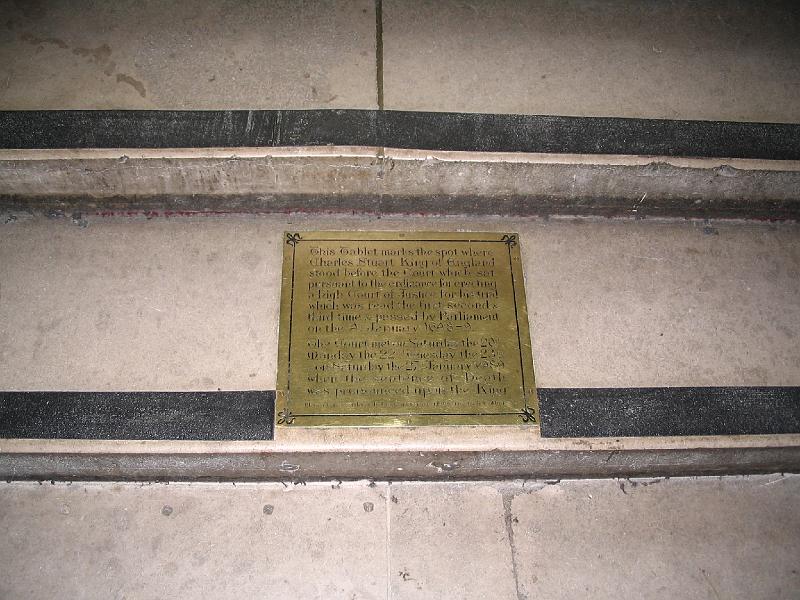 This Tablet marks the spot where
Charles Stuart King of England
stood before the Court which sat
pursuant to the ordinance for erecting
a high Court of Justice for his trial
which was read the first second &
third time & passed by Parliament
on the 4 January 1648-9.
The Court met on Saturday the 20th
Monday the 22nd Tuesday the 23rd
& on Saturday the 27 January 1648-9
when the sentence of Death
was pronounced upon the King